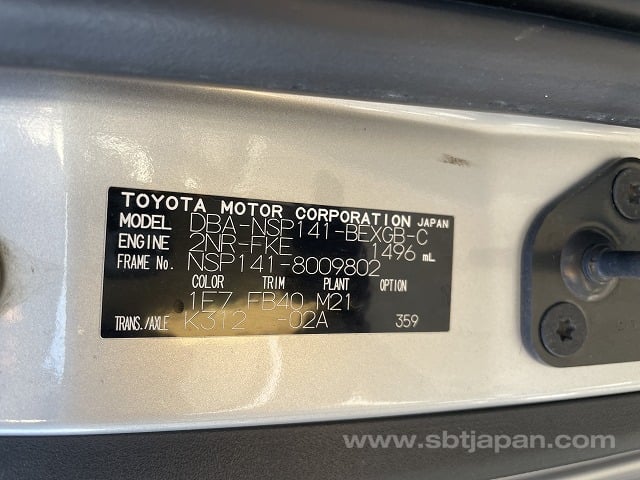 TOYOTA MOTOR CORPORATION JAPAN
MODEL DBA-NSP141-BEXGB-C
ENGINE 2NR-FKE 1496 mL
FRAME No. NSP141-8009802
COLOR TRIM PLANT OPTION
1F7 FB40 M21
TRANS./AXLE K312 -02A 359
www.sbtjapan.com